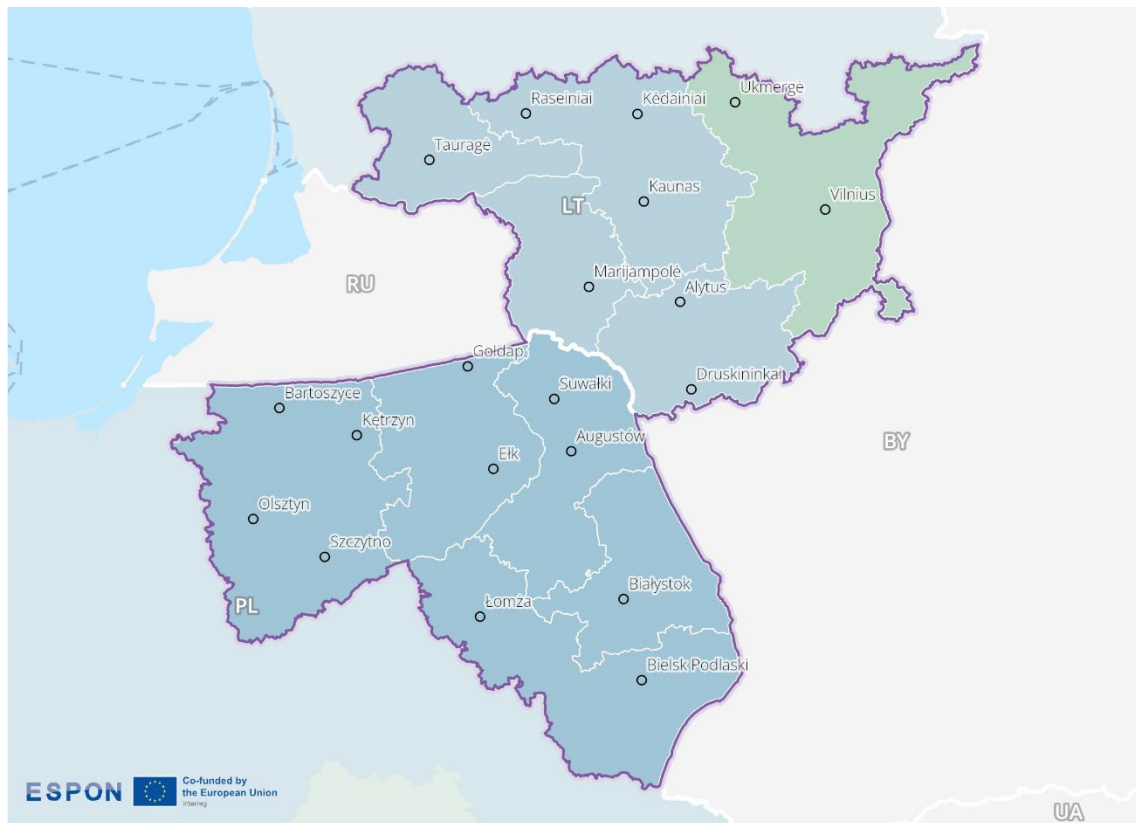 Ukmergė
Raseiniai
Kėdainiai
Tauragė
Kaunas
LT
Vilnius
Marijampolė
RU
Alytus
Gołdap
Suwałki
Druskininkai
Bartoszyce
Kętrzyn
Augustów
BY
Ełk
Olsztyn
Szczytno
Białystok
PL
Łomża
Bielsk Podlaski
ESPON
Co-funded by
the European Union
Interreg
UA